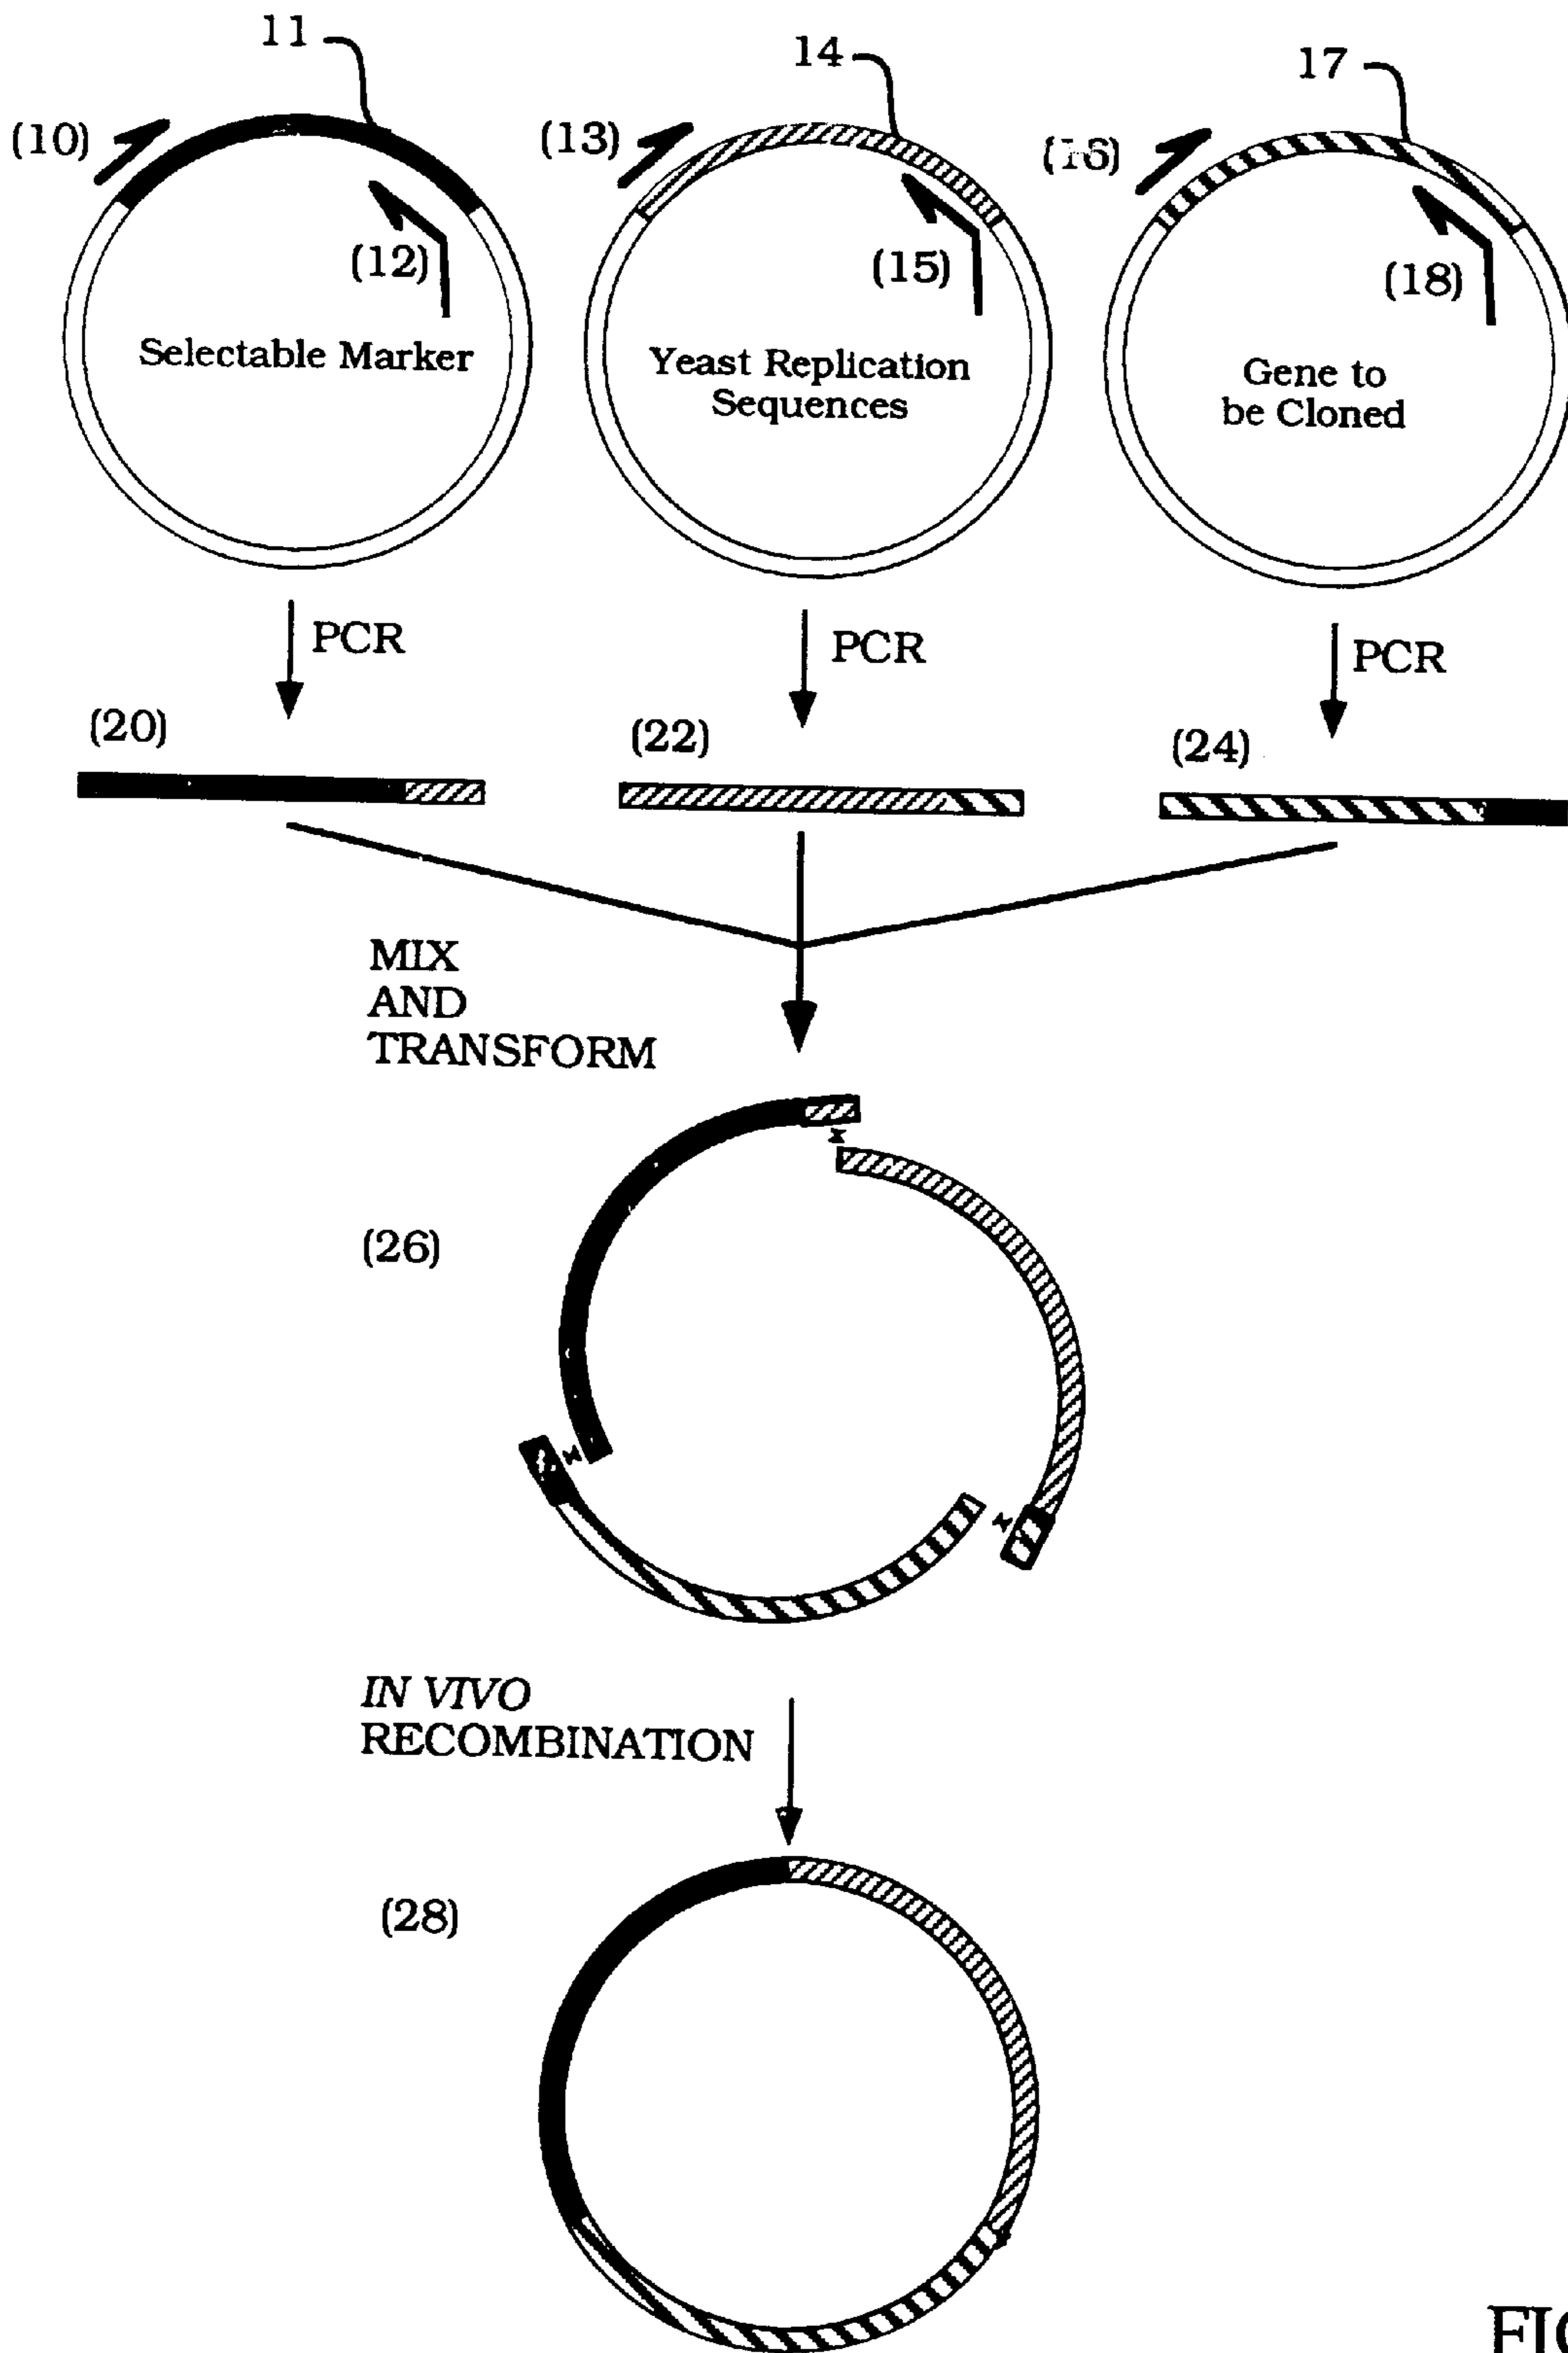 11
14
17
(10)
(13)
(16)
(12)
(15)
(18)
Selectable Marker
Yeast Replication
Sequences
Gene to
be Cloned
PCR
PCR
PCR
(20)
(22)
(24)
MIX
AND
TRANSFORM
(26)
IN VIVO
RECOMBINATION
(28)